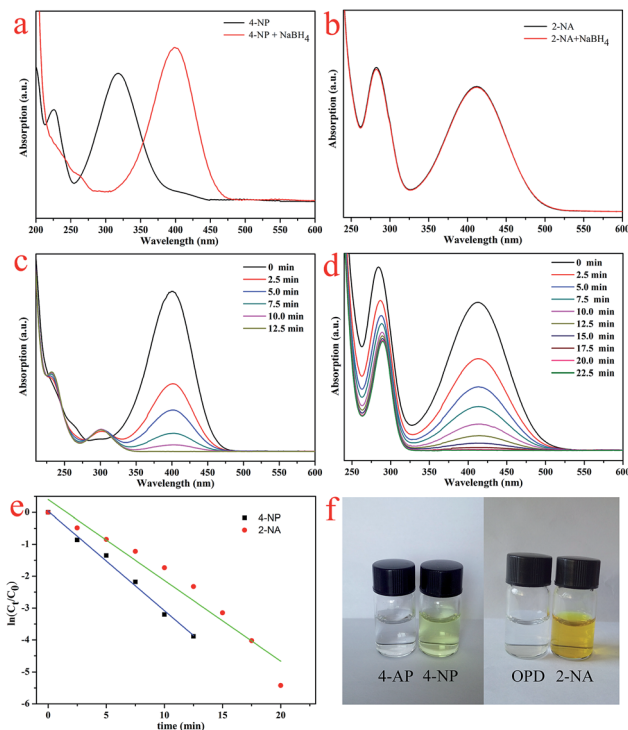 a
4-NP
4-NP + NaBH4
Absorption (a.u.)
200 250 300 350 400 450 500 550 600
Wavelength (nm)
b
2-NA
2-NA+NaBH4
Absorption (a.u.)
250 300 350 400 450 500 550 600
Wavelength (nm)
c
0 min
2.5 min
5.0 min
7.5 min
10.0 min
12.5 min
Absorption (a.u.)
250 300 350 400 450 500 550 600
Wavelength (nm)
d
0 min
2.5 min
5.0 min
7.5 min
10.0 min
12.5 min
15.0 min
17.5 min
20.0 min
22.5 min
Absorption (a.u.)
250 300 350 400 450 500 550 600
Wavelength (nm)
e
4-NP
2-NA
ln(Ct/C0)
0
-1
-2
-3
-4
-5
-6
0 5 10 15 20
time (min)
f
4-AP 4-NP OPD 2-NA